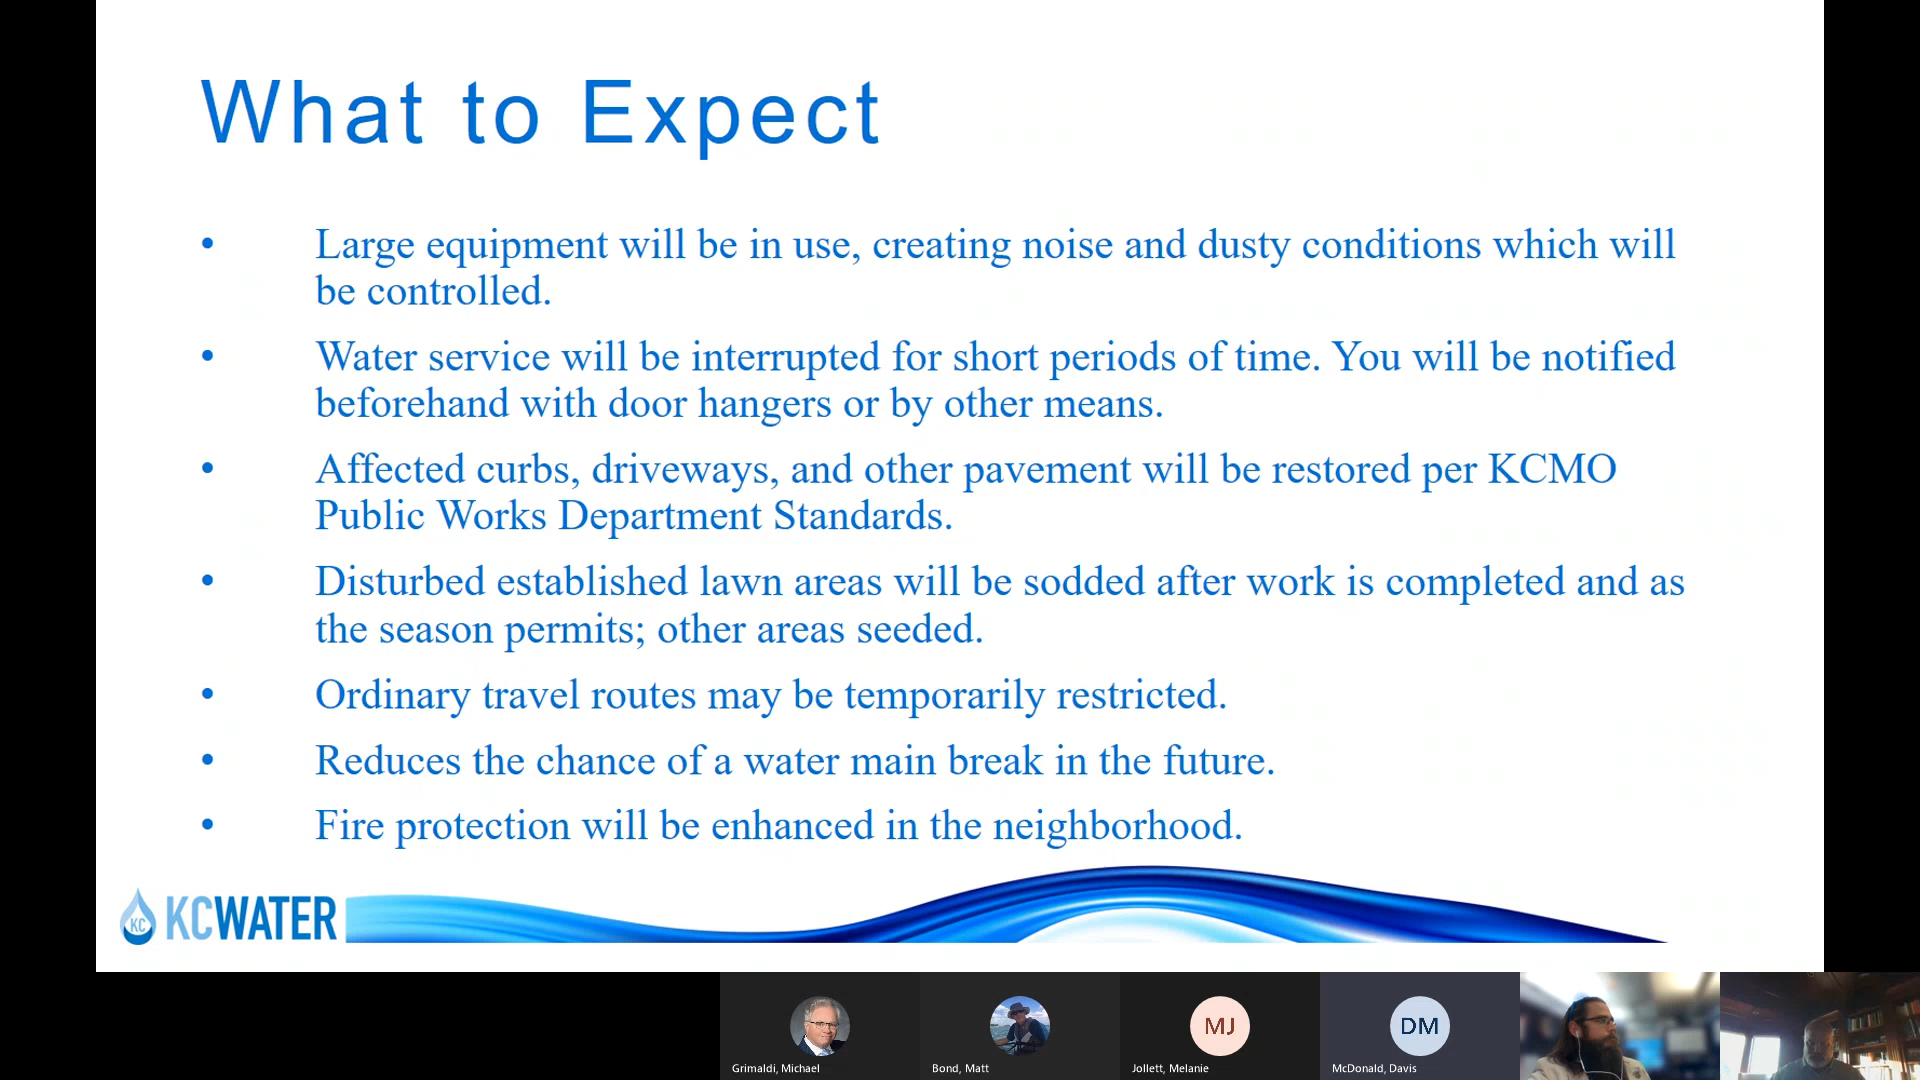 What to Expect
• Large equipment will be in use, creating noise and dusty conditions which will
be controlled.
• Water service will be interrupted for short periods of time. You will be notified
beforehand with door hangers or by other means.
• Affected curbs, driveways, and other pavement will be restored per KCMO
Public Works Department Standards.
• Disturbed established lawn areas will be sodded after work is completed and as
the season permits; other areas seeded.
• Ordinary travel routes may be temporarily restricted.
• Reduces the chance of a water main break in the future.
• Fire protection will be enhanced in the neighborhood.
KC KCWATER
MJ DM
Grimaldi, Michael Bond, Matt Jollett, Melanie McDonald, Davis